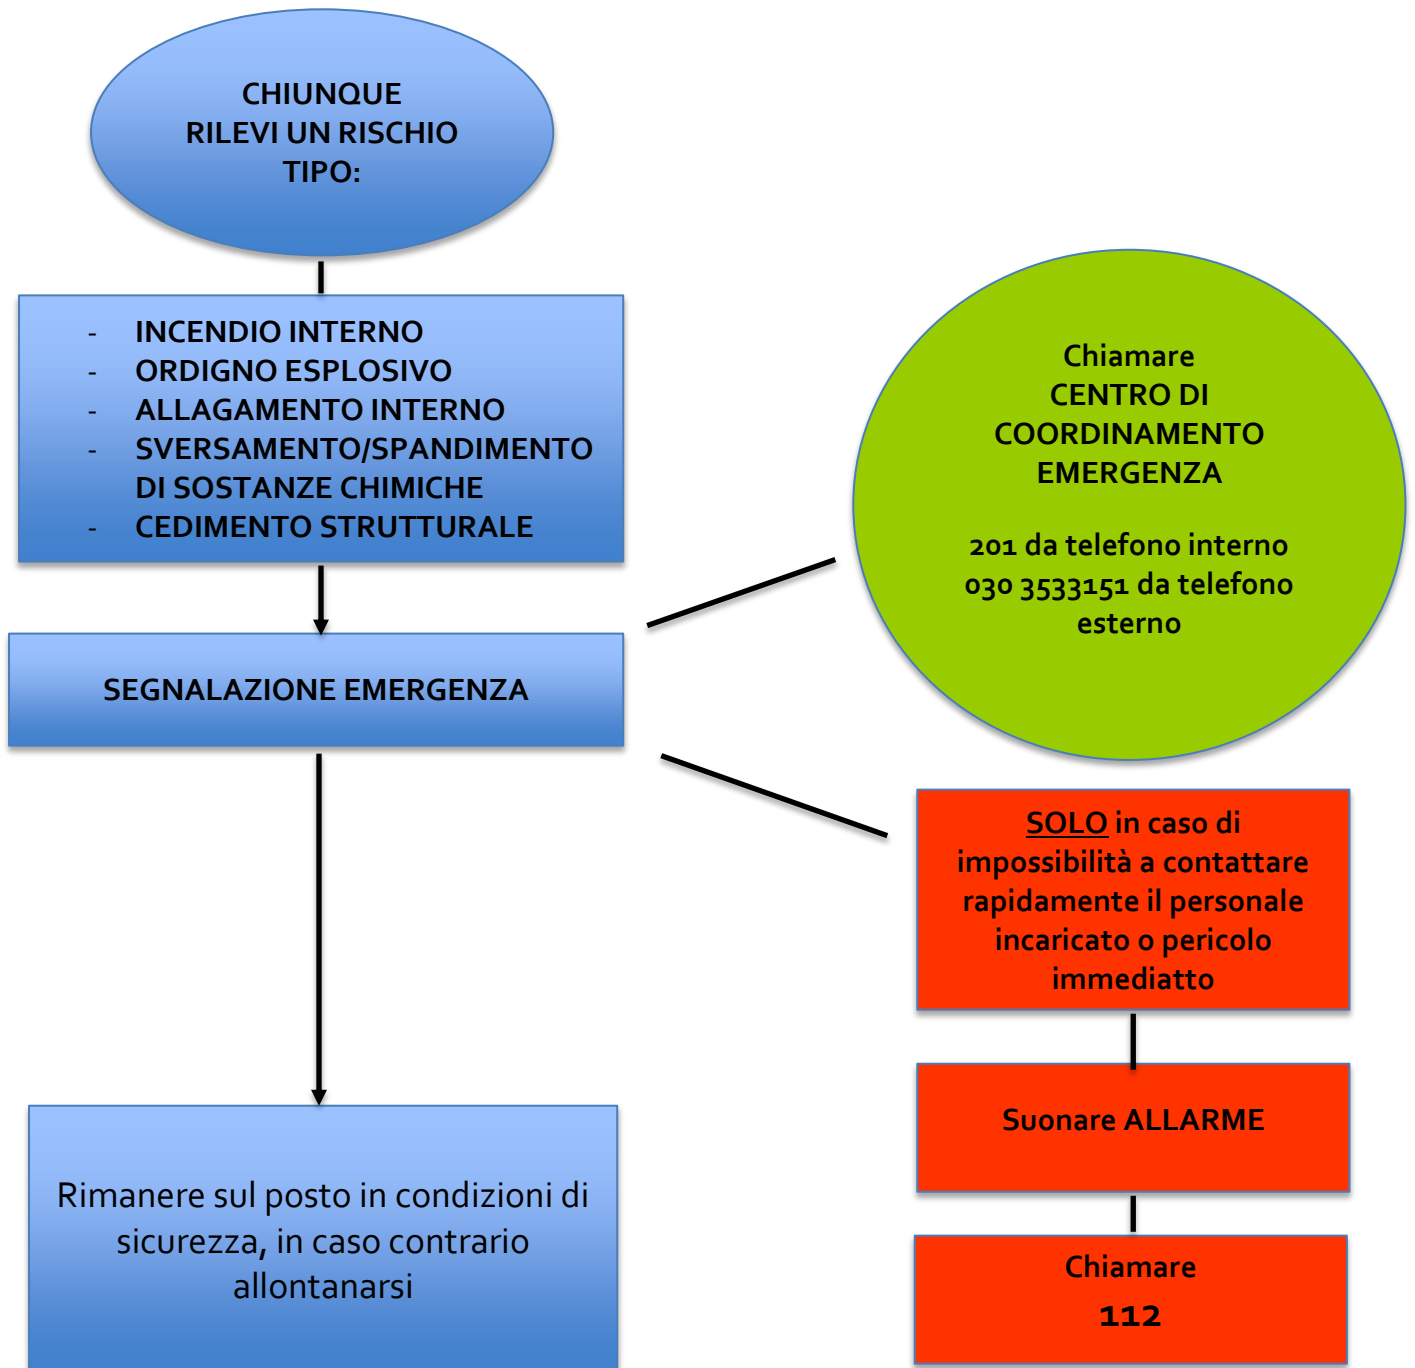 CHIUNQUE
RILEVI UN RISCHIO
TIPO:
- INCENDIO INTERNO
- ORDIGNO ESPLOSIVO
- ALLAGAMENTO INTERNO
- SVERSAMENTO/SPANDIMENTO
DI SOSTANZE CHIMICHE
- CEDIMENTO STRUTTURALE
Chiamare
CENTRO DI
COORDINAMENTO
EMERGENZA
201 da telefono interno
030 3533151 da telefono
esterno
SEGNALAZIONE EMERGENZA
SOLO in caso di
impossibilità a contattare
rapidamente il personale
incaricato o pericolo
immediatto
Suonare ALLARME
Chiamare
112
Rimanere sul posto in condizioni di
sicurezza, in caso contrario
allontanarsi